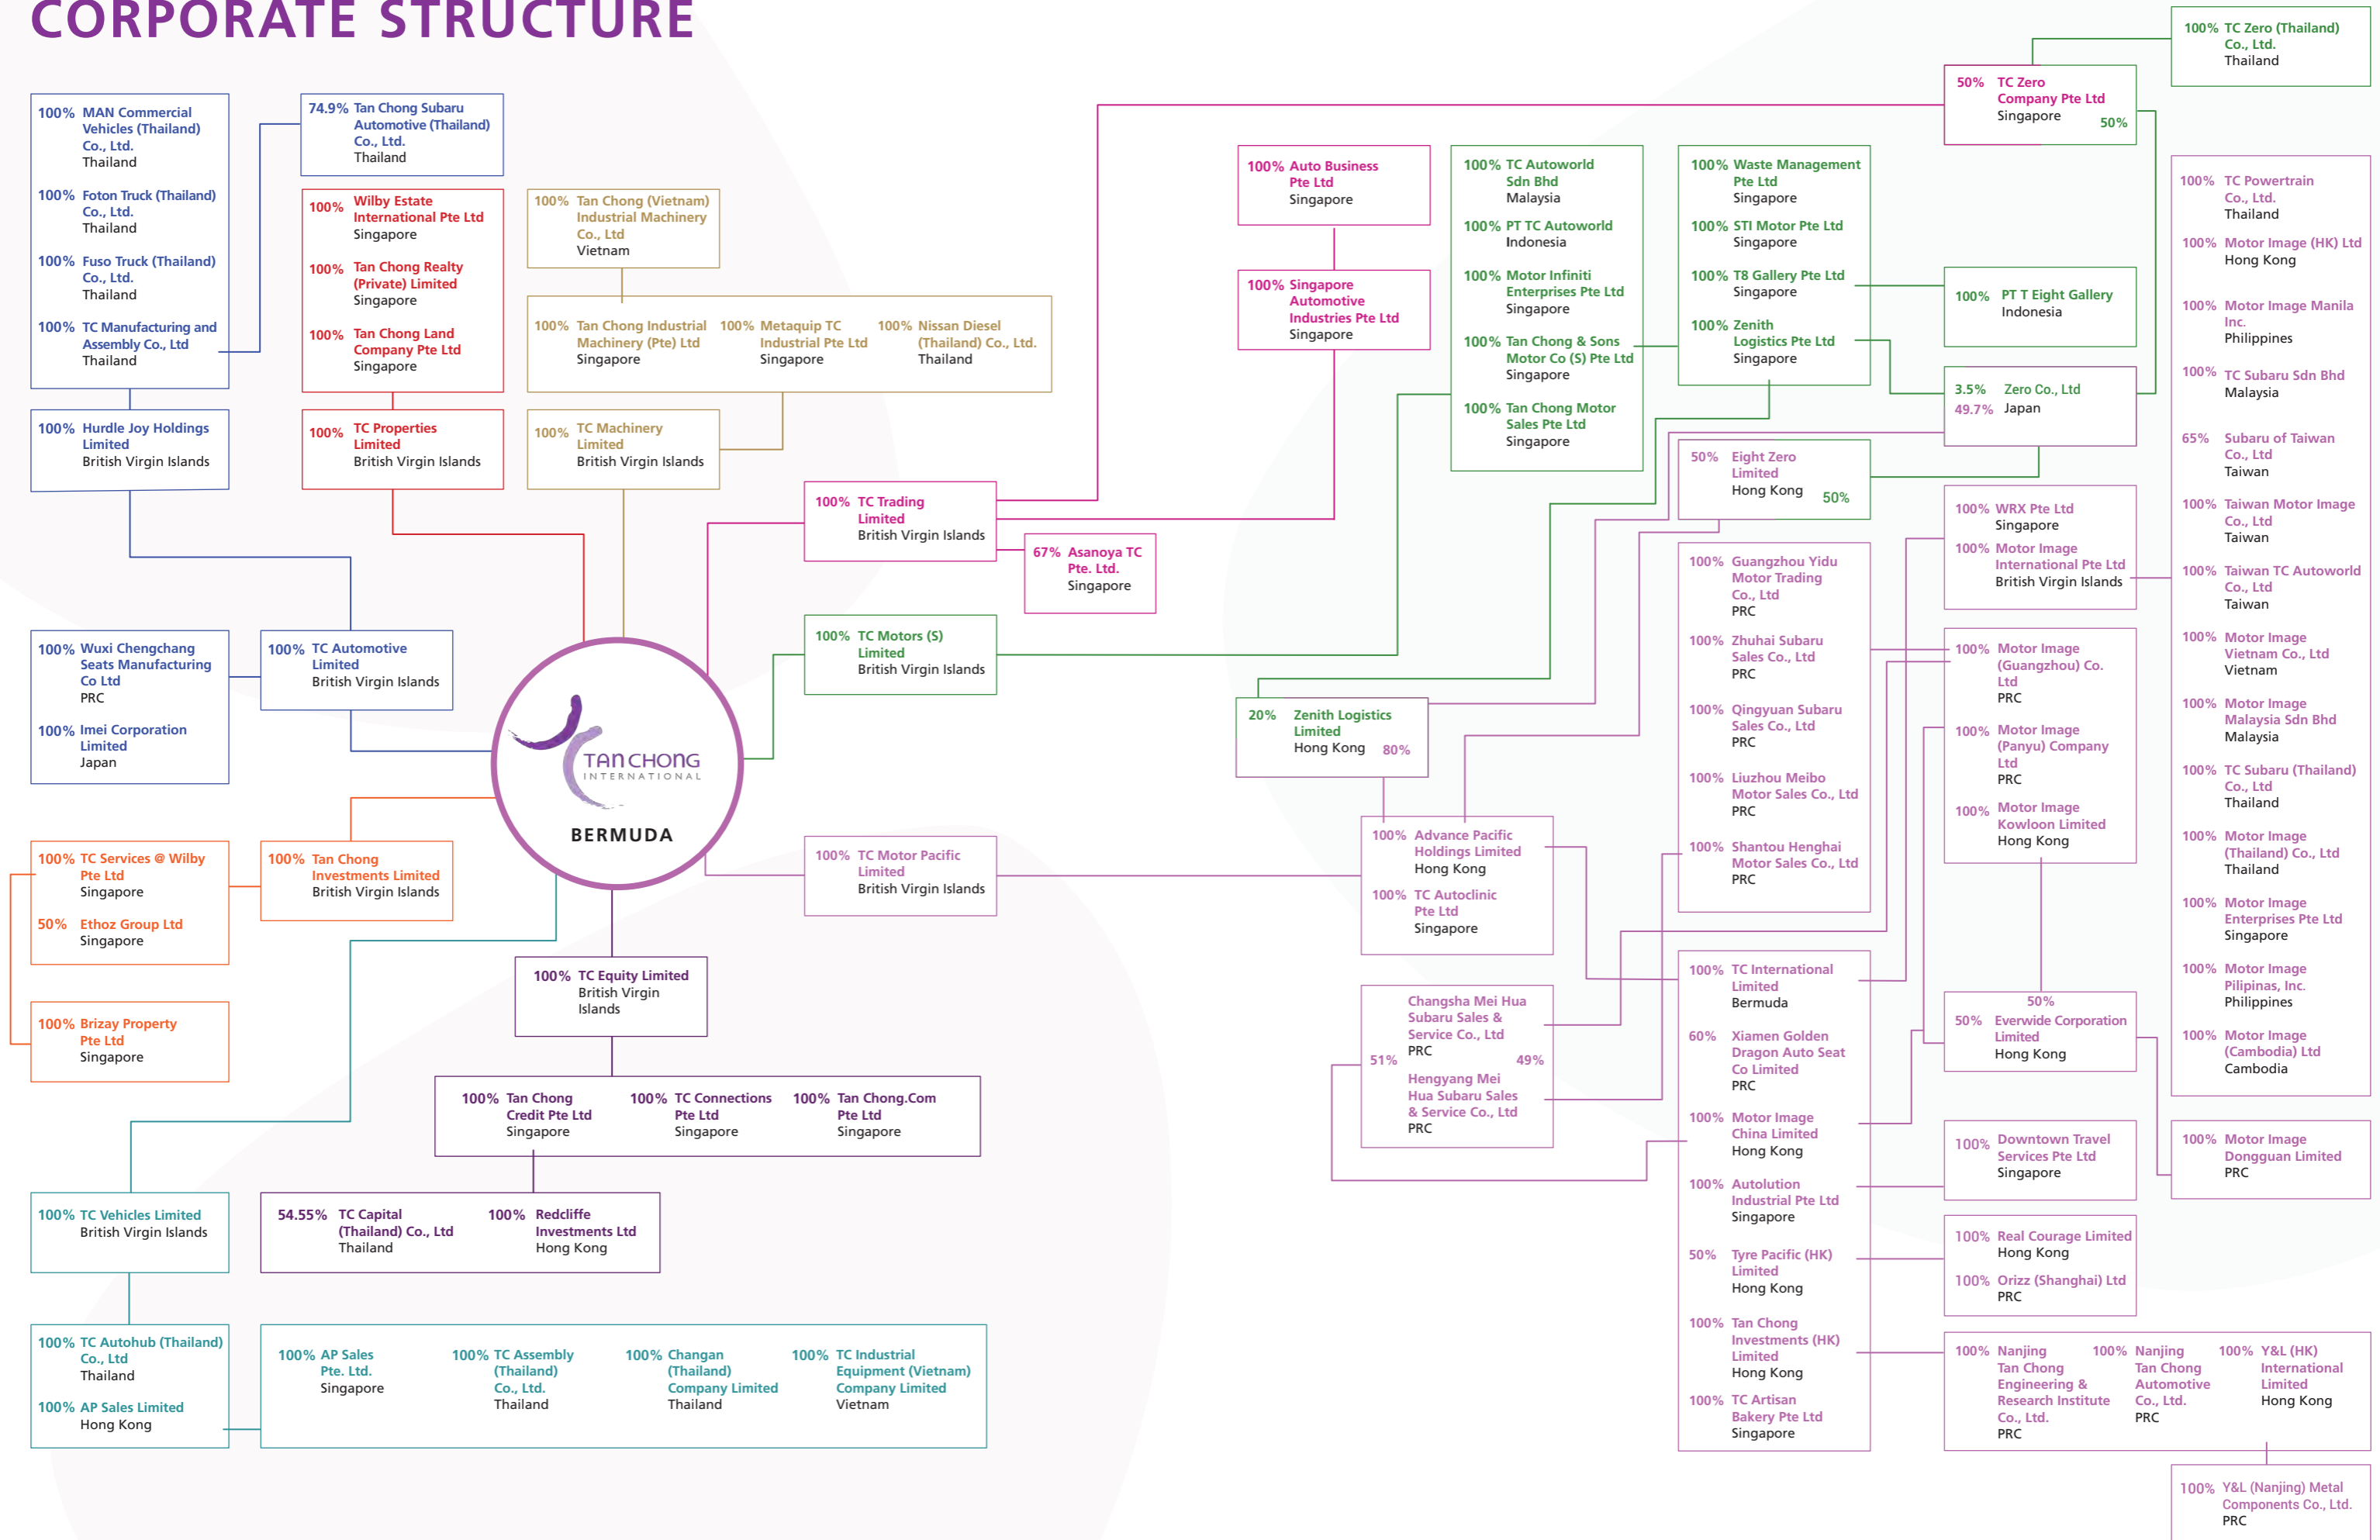 CORPORATE STRUCTURE
100% MAN Commercial
Vehicles (Thailand)
Co., Ltd.
Thailand
100% Foton Truck (Thailand)
Co., Ltd.
Thailand
100% Fuso Truck (Thailand)
Co., Ltd.
Thailand
100% TC Manufacturing and
Assembly Co., Ltd
Thailand
74.9% Tan Chong Subaru
Automotive (Thailand)
Co., Ltd.
Thailand
100% Hurdle Joy Holdings
Limited
British Virgin Islands
100% Wilby Estate
International Pte Ltd
Singapore
100% Tan Chong Realty
(Private) Limited
Singapore
100% Tan Chong Land
Company Pte Ltd
Singapore
100% TC Properties
Limited
British Virgin Islands
100% Tan Chong (Vietnam)
Industrial Machinery
Co., Ltd
Vietnam
100% Tan Chong Industrial
Machinery (Pte) Ltd
Singapore
100% Metaquip TC
Industrial Pte Ltd
Singapore
100% Nissan Diesel
(Thailand) Co., Ltd.
Thailand
100% TC Machinery
Limited
British Virgin Islands
100% Wuxi Chengchang
Seats Manufacturing
Co Ltd
PRC
100% Imei Corporation
Limited
Japan
100% TC Automotive
Limited
British Virgin Islands
TAN CHONG
INTERNATIONAL
BERMUDA
100% TC Services @ Wilby
Pte Ltd
Singapore
50% Ethoz Group Ltd
Singapore
100% Tan Chong
Investments Limited
British Virgin Islands
100% Brizay Property
Pte Ltd
Singapore
100% TC Equity Limited
British Virgin
Islands
100% Tan Chong
Credit Pte Ltd
Singapore
100% TC Connections
Pte Ltd
Singapore
100% Tan Chong.Com
Pte Ltd
Singapore
54.55% TC Capital
(Thailand) Co., Ltd
Thailand
100% Redcliffe
Investments Ltd
Hong Kong
100% TC Vehicles Limited
British Virgin Islands
100% TC Autohub (Thailand)
Co., Ltd
Thailand
100% AP Sales Limited
Hong Kong
100% AP Sales
Pte. Ltd.
Singapore
100% TC Assembly
(Thailand)
Co., Ltd.
Thailand
100% Changan
(Thailand)
Company Limited
Thailand
100% TC Industrial
Equipment (Vietnam)
Company Limited
Vietnam
100% TC Trading
Limited
British Virgin Islands
67% Asanoya TC
Pte. Ltd.
Singapore
100% TC Motors (S)
Limited
British Virgin Islands
100% TC Motor Pacific
Limited
British Virgin Islands
100% Auto Business
Pte Ltd
Singapore
100% Singapore
Automotive
Industries Pte Ltd
Singapore
100% TC Autoworld
Sdn Bhd
Malaysia
100% PT TC Autoworld
Indonesia
100% Motor Infiniti
Enterprises Pte Ltd
Singapore
100% Tan Chong & Sons
Motor Co (S) Pte Ltd
Singapore
100% Tan Chong Motor
Sales Pte Ltd
Singapore
100% Waste Management
Pte Ltd
Singapore
100% STI Motor Pte Ltd
Singapore
100% T8 Gallery Pte Ltd
Singapore
100% Zenith
Logistics Pte Ltd
Singapore
50% TC Zero
Company Pte Ltd
Singapore
50%
100% TC Zero (Thailand)
Co., Ltd.
Thailand
100% PT T Eight Gallery
Indonesia
3.5% Zero Co., Ltd
49.7% Japan
50% Eight Zero
Limited
Hong Kong
50%
20% Zenith Logistics
Limited
Hong Kong 80%
100% Advance Pacific
Holdings Limited
Hong Kong
100% TC Autoclinic
Pte Ltd
Singapore
Changsha Mei Hua
Subaru Sales &
Service Co., Ltd
PRC
51% 49%
Hengyang Mei
Hua Subaru Sales
& Service Co., Ltd
PRC
100% Guangzhou Yidu
Motor Trading
Co., Ltd
PRC
100% Zhuhai Subaru
Sales Co., Ltd
PRC
100% Qingyuan Subaru
Sales Co., Ltd
PRC
100% Liuzhou Meibo
Motor Sales Co., Ltd
PRC
100% Shantou Henghai
Motor Sales Co., Ltd
PRC
100% TC International
Limited
Bermuda
60% Xiamen Golden
Dragon Auto Seat
Co Limited
PRC
100% Motor Image
China Limited
Hong Kong
100% Autolution
Industrial Pte Ltd
Singapore
50% Tyre Pacific (HK)
Limited
Hong Kong
100% Tan Chong
Investments (HK)
Limited
Hong Kong
100% TC Artisan
Bakery Pte Ltd
Singapore
100% WRX Pte Ltd
Singapore
100% Motor Image
International Pte Ltd
British Virgin Islands
100% Motor Image
(Guangzhou) Co.
Ltd
PRC
100% Motor Image
(Panyu) Company
Ltd
PRC
100% Motor Image
Kowloon Limited
Hong Kong
50%
50% Everwide Corporation
Limited
Hong Kong
100% Downtown Travel
Services Pte Ltd
Singapore
100% Real Courage Limited
Hong Kong
100% Orizz (Shanghai) Ltd
PRC
100% Nanjing
Tan Chong
Engineering &
Research Institute
Co., Ltd.
PRC
100% Nanjing
Tan Chong
Automotive
Co., Ltd.
PRC
100% Y&L (HK)
International
Limited
Hong Kong
100% Y&L (Nanjing) Metal
Components Co., Ltd.
PRC
100% TC Powertrain
Co., Ltd.
Thailand
100% Motor Image (HK) Ltd
Hong Kong
100% Motor Image Manila
Inc.
Philippines
100% TC Subaru Sdn Bhd
Malaysia
65% Subaru of Taiwan
Co., Ltd
Taiwan
100% Taiwan Motor Image
Co., Ltd
Taiwan
100% Taiwan TC Autoworld
Co., Ltd
Taiwan
100% Motor Image
Vietnam Co., Ltd
Vietnam
100% Motor Image
Malaysia Sdn Bhd
Malaysia
100% TC Subaru (Thailand)
Co., Ltd
Thailand
100% Motor Image
(Thailand) Co., Ltd
Thailand
100% Motor Image
Enterprises Pte Ltd
Singapore
100% Motor Image
Pilipinas, Inc.
Philippines
100% Motor Image
(Cambodia) Ltd
Cambodia
100% Motor Image
Dongguan Limited
PRC